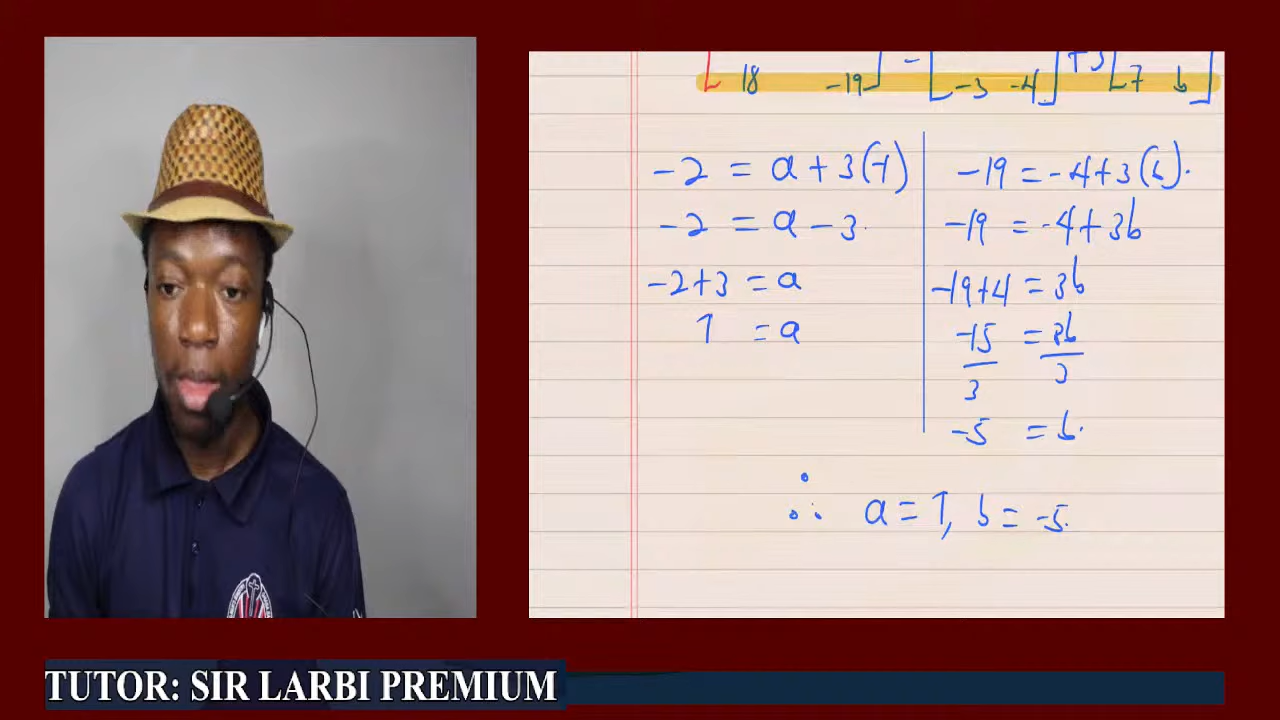 18 -19 = -3 -4 + 3 7 b
-2 = a + 3(-1)
-2 = a - 3
-2+3 = a
1 = a
-19 = -4+3(b).
-19 = -4+3b
-19+4 = 3b
-15 = 3b
3 3
-5 = b.
∴ a = 1, b = -5.
TUTOR: SIR LARBI PREMIUM